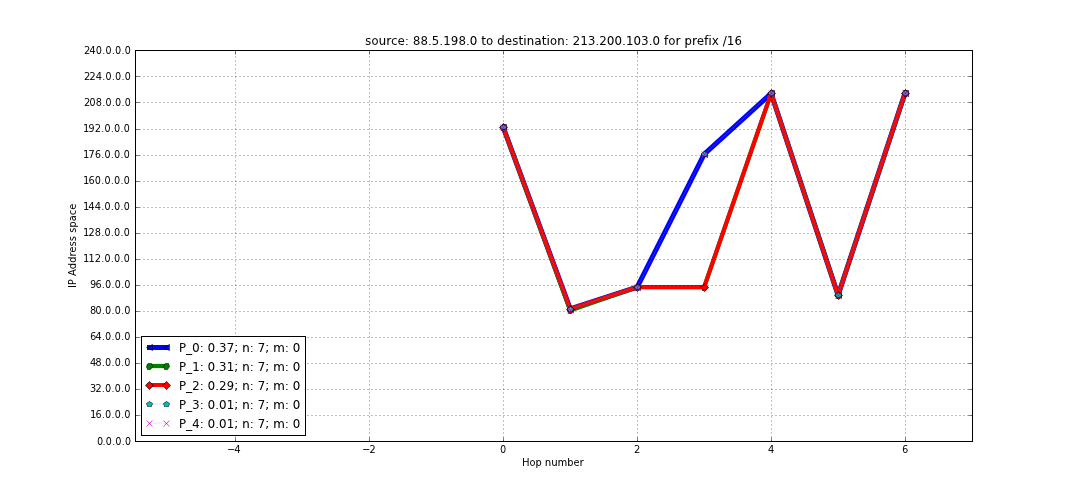 source: 88.5.198.0 to destination: 213.200.103.0 for prefix /16
240.0.0.0
224.0.0.0
208.0.0.0
192.0.0.0
176.0.0.0
160.0.0.0
144.0.0.0
128.0.0.0
112.0.0.0
96.0.0.0
80.0.0.0
64.0.0.0
48.0.0.0
32.0.0.0
16.0.0.0
0.0.0.0
IP Address space
P_0: 0.37; n: 7; m: 0
P_1: 0.31; n: 7; m: 0
P_2: 0.29; n: 7; m: 0
P_3: 0.01; n: 7; m: 0
P_4: 0.01; n: 7; m: 0
−4 −2 0 2 4 6
Hop number